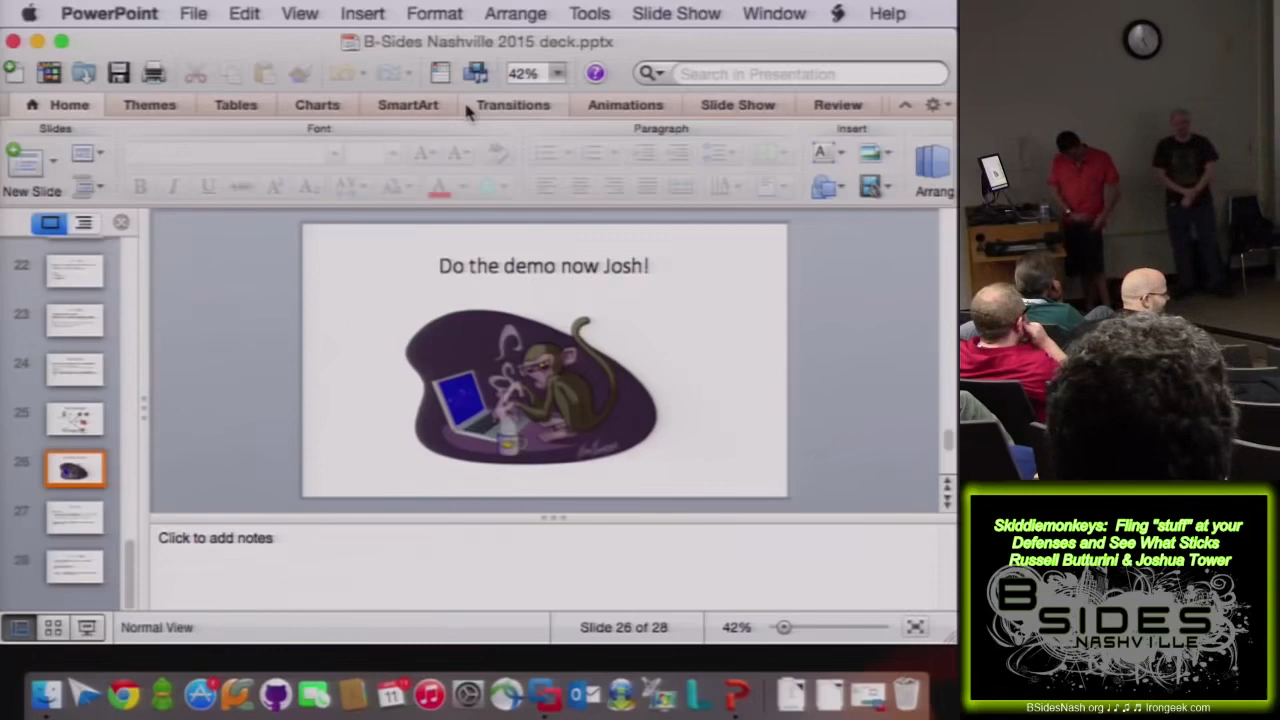 PowerPoint File Edit View Insert Format Arrange Tools Slide Show Window Help
B-Sides Nashville 2015 deck.pptx
42% Search in Presentation
Home Themes Tables Charts SmartArt Transitions Animations Slide Show Review
Slides Font Paragraph Insert
New Slide Arrang
22
23
24
25
26
27
28
Do the demo now Josh!
Click to add notes
Normal View Slide 26 of 28 42%
11
Skiddiemonkeys: Fling "stuff" at your
Defenses and See What Sticks
Russell Butturini & Joshua Tower
B SIDES
NASHVILLE
BSidesNash.org ♩♪♫♬ Irongeek.com